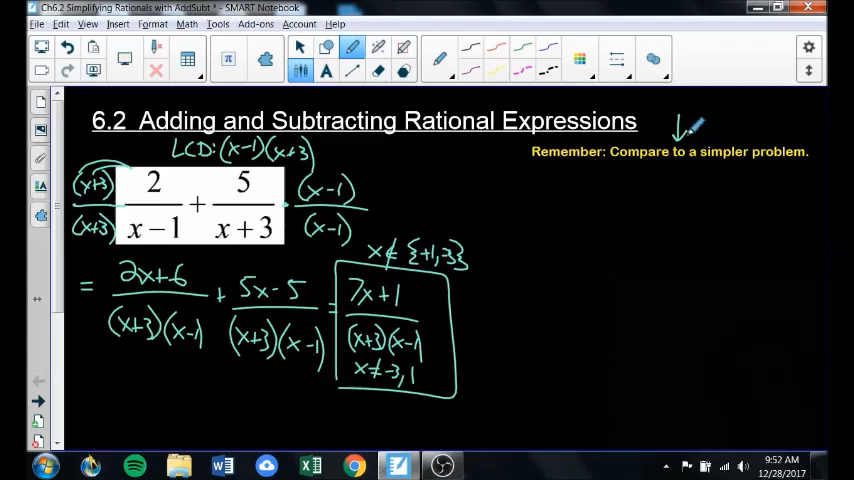 Ch6.2 Simplifying Rationals with AddSubt * - SMART Notebook
File Edit View Insert Format Math Tools Add-ons Account Help
6.2 Adding and Subtracting Rational Expressions
LCD: (x-1)(x+3)
Remember: Compare to a simpler problem.
(x+3) 2 5 (x-1)
+ ·
(x+3) x − 1 x + 3 (x-1)
x ∉ {+1, -3}
= 2x+6 + 5x-5 = 7x+1
(x+3)(x-1) (x+3)(x-1) (x+3)(x-1)
x ≠ -3, 1
9:52 AM
12/28/2017